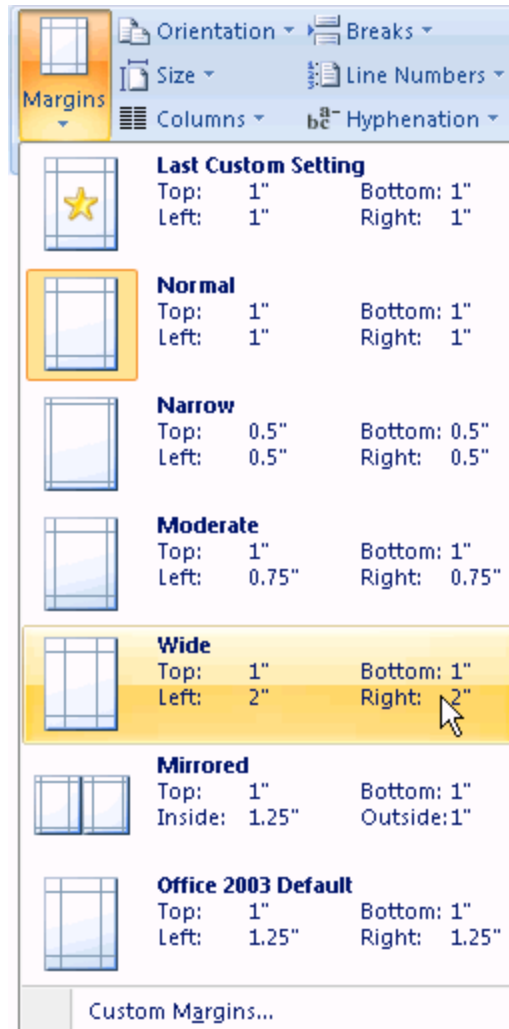 Orientation Breaks
Size Line Numbers
Margins
Columns Hyphenation
Last Custom Setting
Top: 1" Bottom: 1"
Left: 1" Right: 1"
Normal
Top: 1" Bottom: 1"
Left: 1" Right: 1"
Narrow
Top: 0.5" Bottom: 0.5"
Left: 0.5" Right: 0.5"
Moderate
Top: 1" Bottom: 1"
Left: 0.75" Right: 0.75"
Wide
Top: 1" Bottom: 1"
Left: 2" Right: 2"
Mirrored
Top: 1" Bottom: 1"
Inside: 1.25" Outside: 1"
Office 2003 Default
Top: 1" Bottom: 1"
Left: 1.25" Right: 1.25"
Custom Margins...